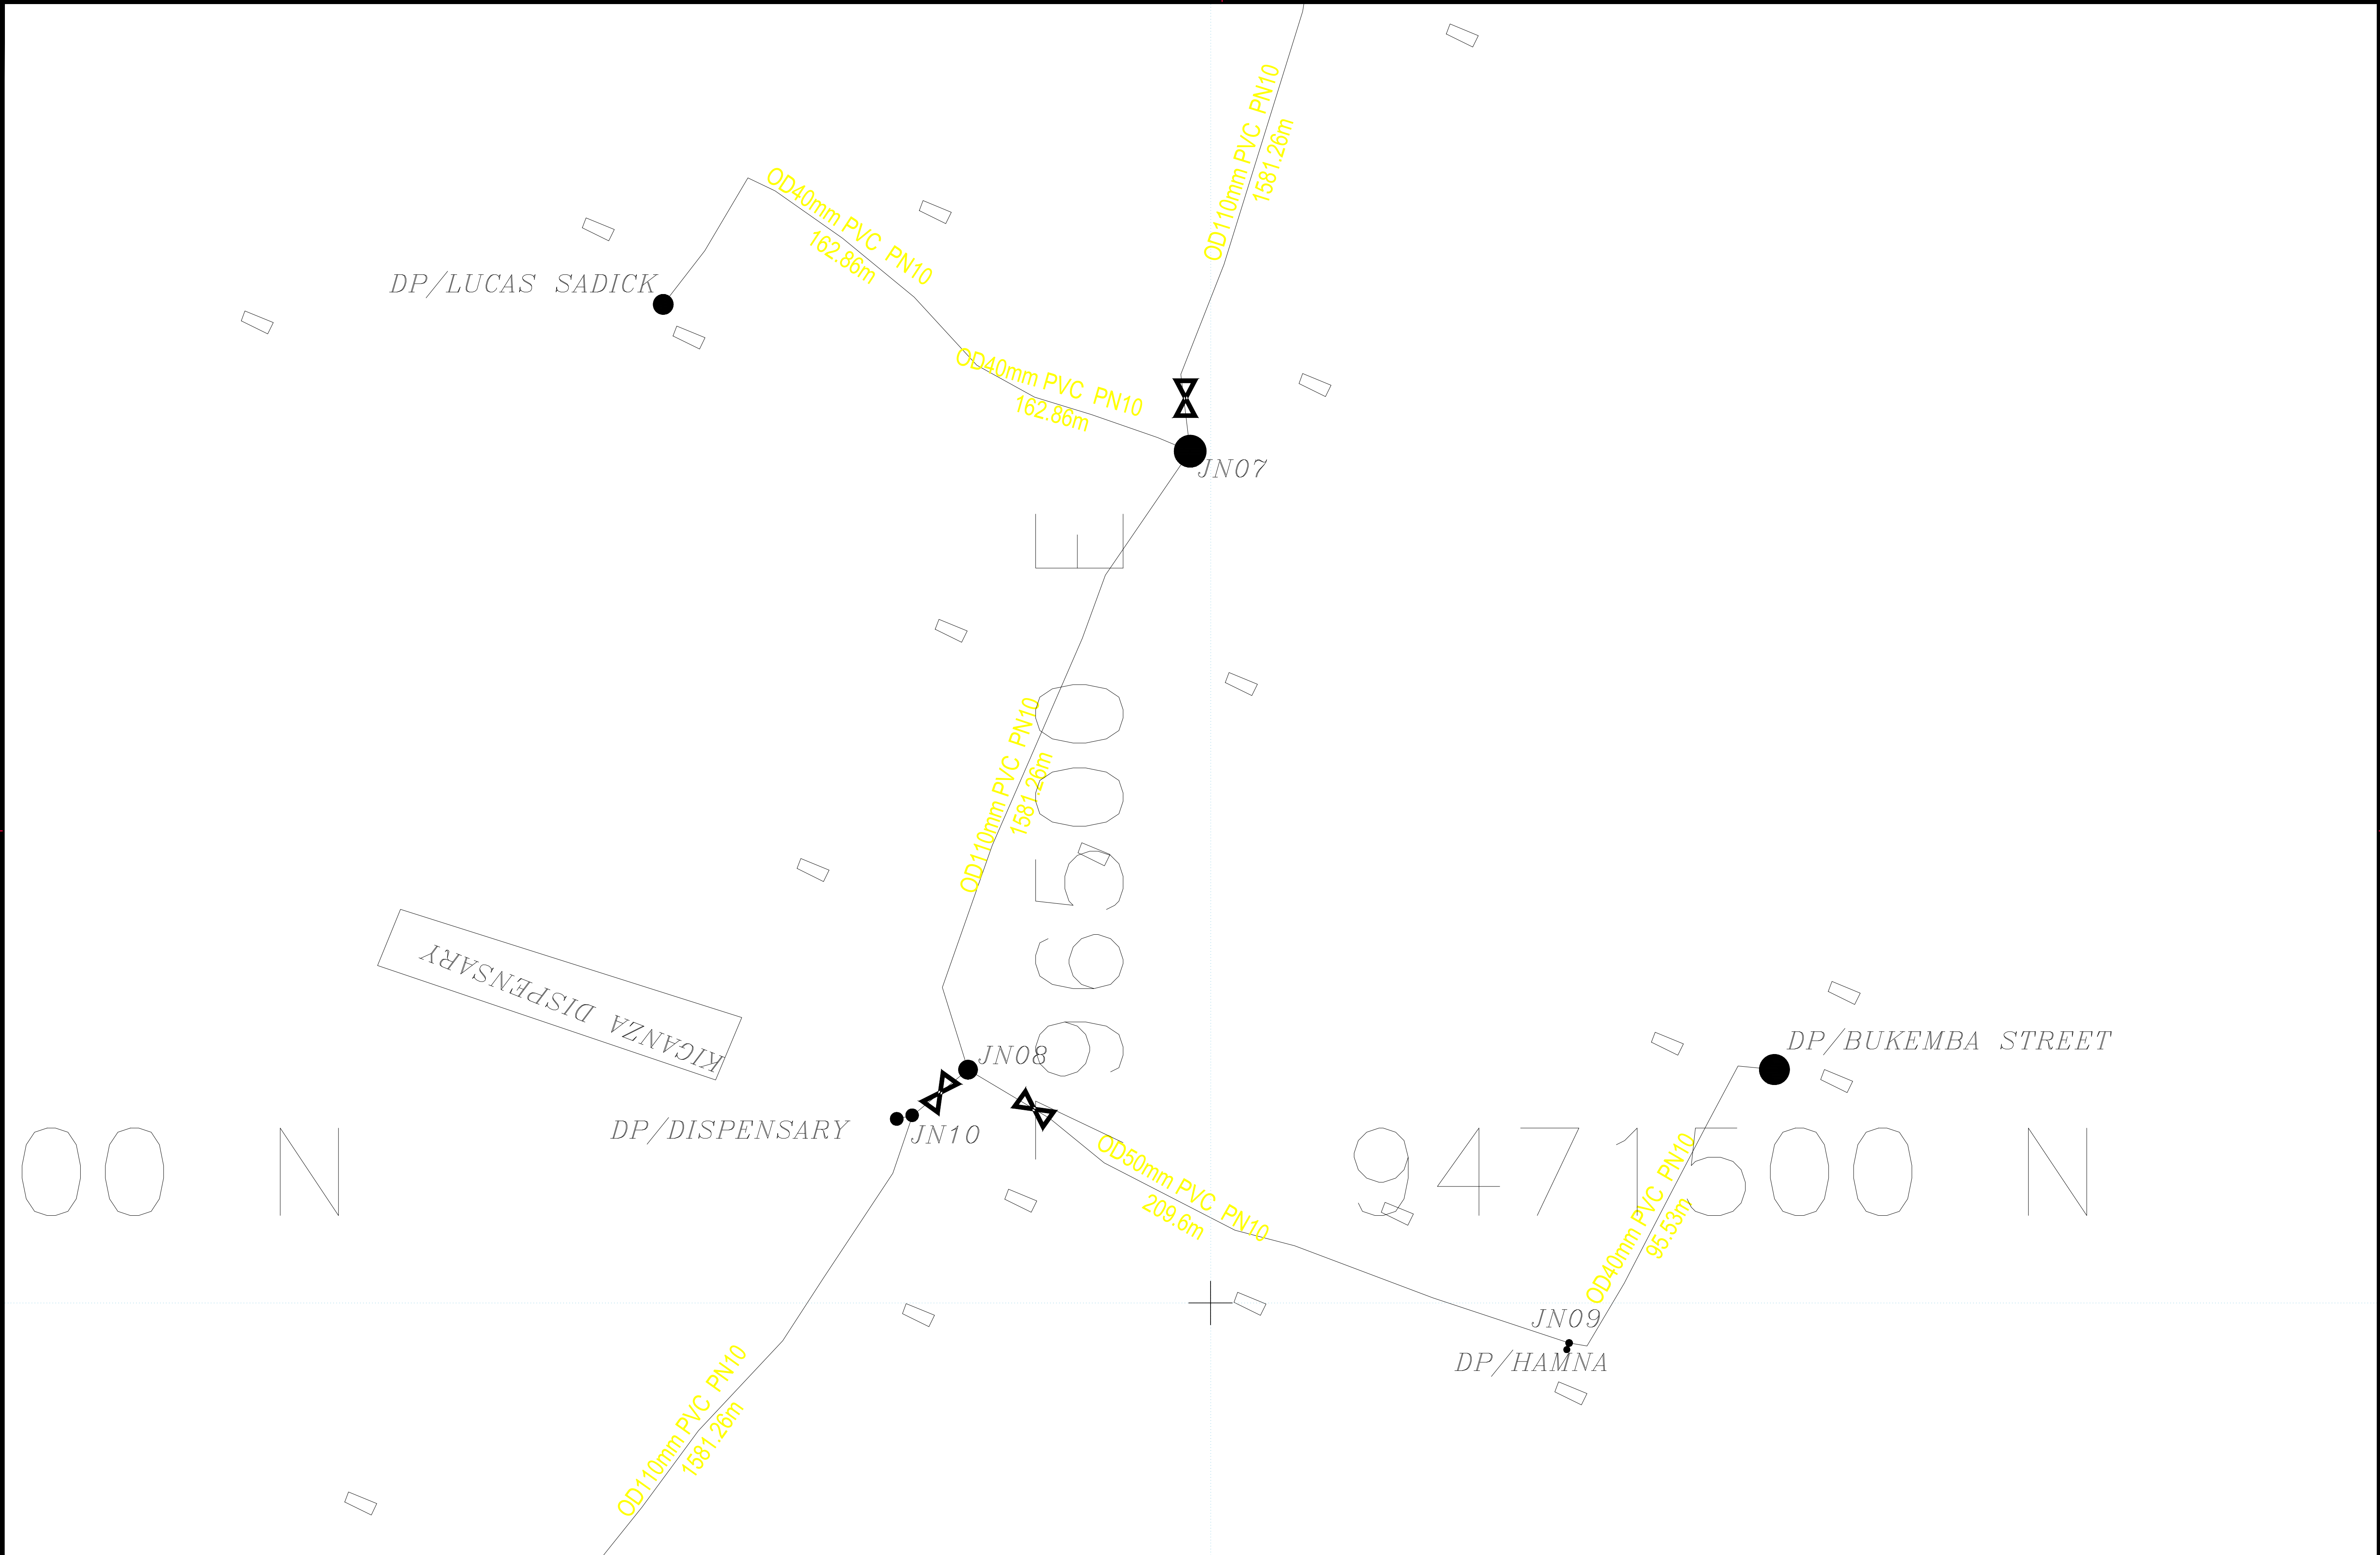 OD110mm PVC PN10
1581.26m
OD40mm PVC PN10
162.86m
DP/LUCAS SADICK
OD40mm PVC PN10
162.86m
JN07
796500 E
OD110mm PVC PN10
1581.26m
KIGANZA DISPENSARY
JN08
DP/BUKEMBA STREET
DP/DISPENSARY
JN10
00 N
9471500 N
OD50mm PVC PN10
209.6m
OD40mm PVC PN10
95.53m
JN09
DP/HAMNA
OD110mm PVC PN10
1581.26m